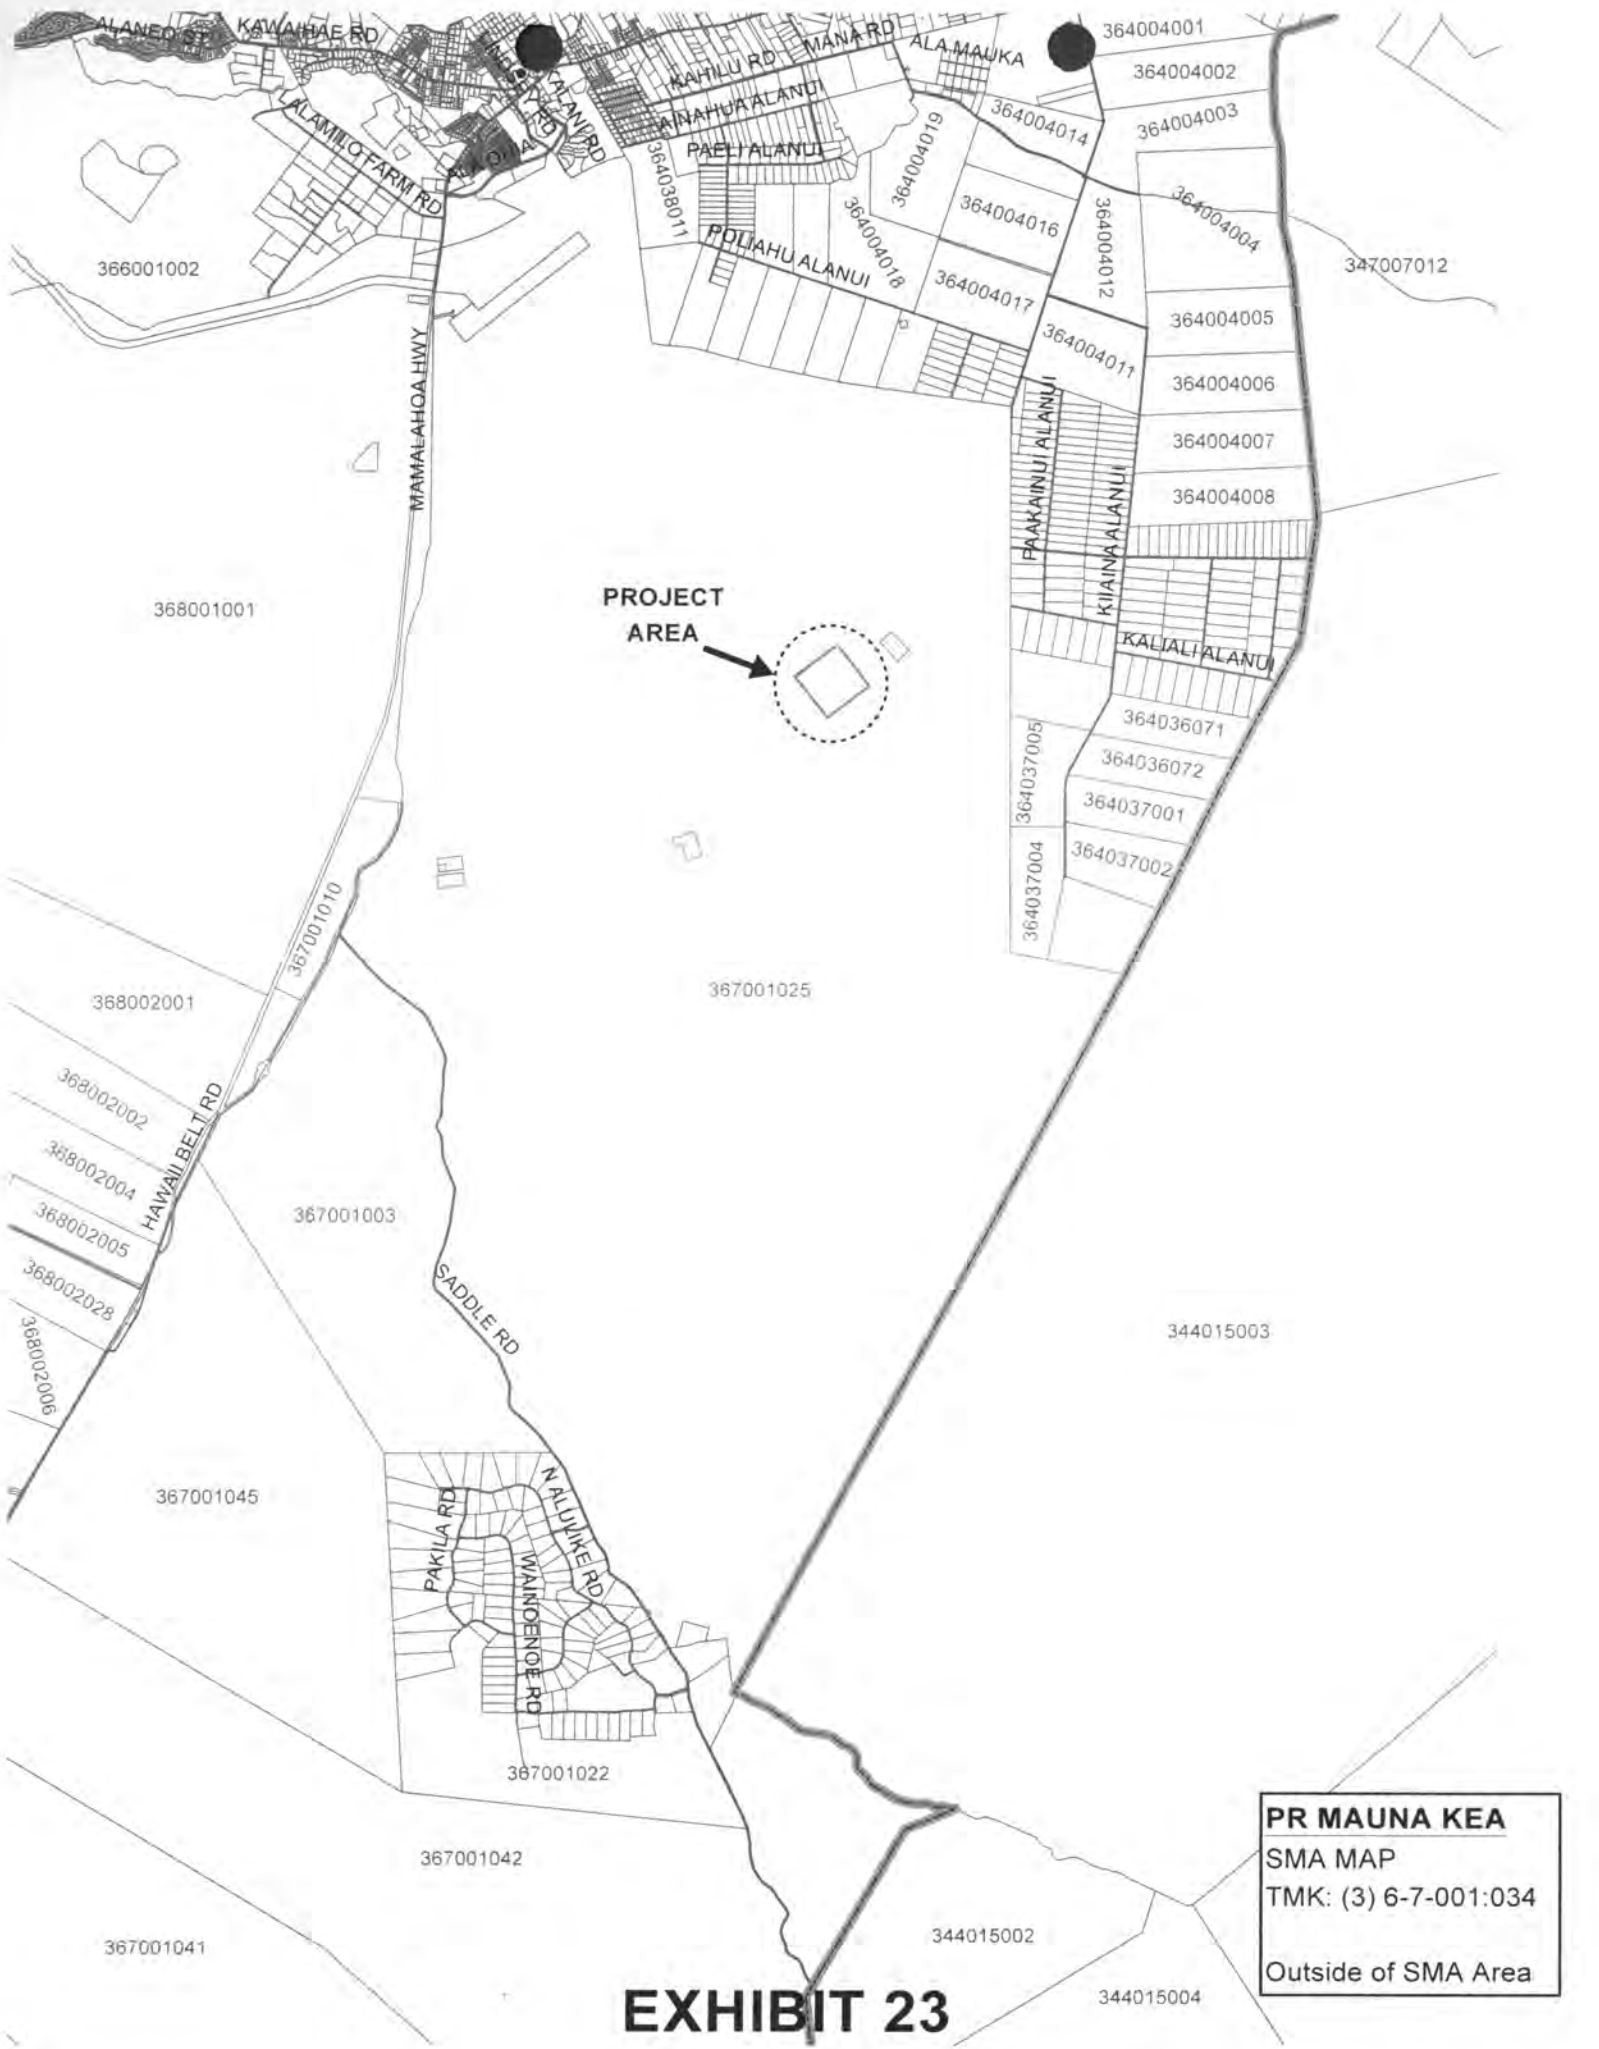 ALANEO ST
KAWAIHAE RD
LINDSEY RD
KALANI RD
KAHILU RD
MANA RD
ALA MAUKA
364004001
364004002
364004003
AINAHUA ALANUI
PAELI ALANUI
ALAMILO FARM RD
364038011
364004019
364004014
364004016
364004012
364004004
366001002
POLIAHU ALANUI
364004018
364004017
347007012
364004005
364004011
364004006
MAMALAHOA HWY
PAAKAINUI ALANUI
364004007
364004008
KIIAINA ALANUI
368001001
PROJECT
AREA
KALIALI ALANUI
364036071
364037005
364036072
364037001
364037002
364037004
367001010
367001025
368002001
368002002
HAWAII BELT RD
368002004
368002005
367001003
368002028
SADDLE RD
368002006
344015003
367001045
PAKILA RD
N ALULIKE RD
WAINOENOE RD
367001022
367001042
367001041
344015002
344015004
PR MAUNA KEA
SMA MAP
TMK: (3) 6-7-001:034
Outside of SMA Area
EXHIBIT 23